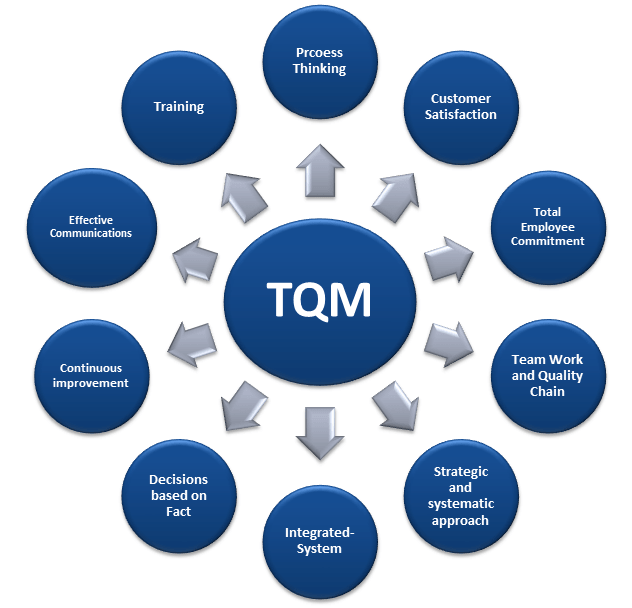 Prcoess
Thinking
Customer
Satisfaction
Total
Employee
Commitment
Team Work
and Quality
Chain
Strategic
and
systematic
approach
Integrated-
System
Decisions
based on
Fact
Continuous
improvement
Effective
Communications
Training
TQM